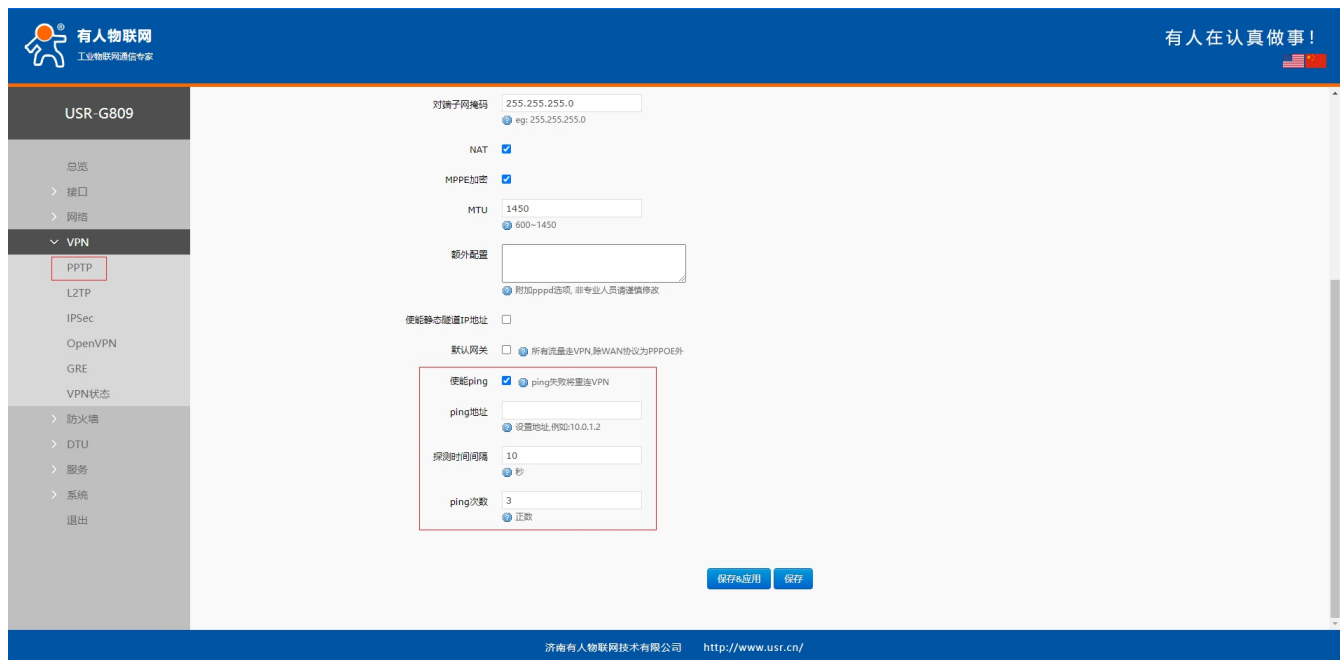 有人物联网
工业物联网通信专家
有人在认真做事！
USR-G809
总览
接口
网络
VPN
PPTP
L2TP
IPSec
OpenVPN
GRE
VPN状态
防火墙
DTU
服务
系统
退出
对端子网掩码 255.255.255.0
eg: 255.255.255.0
NAT
MPPE加密
MTU 1450
600~1450
额外配置
附加pppd选项, 非专业人员请谨慎修改
使能静态隧道IP地址
默认网关 所有流量走VPN,除WAN协议为PPPOE外
使能ping ping失败将重连VPN
ping地址
设置地址,例如:10.0.1.2
探测时间间隔 10
秒
ping次数 3
正数
保存&应用 保存
济南有人物联网技术有限公司 http://www.usr.cn/